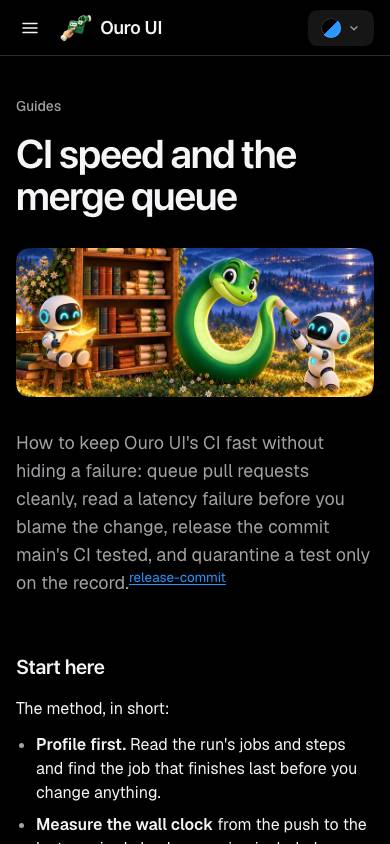 Ouro UI
Guides
CI speed and the
merge queue
How to keep Ouro UI's CI fast without
hiding a failure: queue pull requests
cleanly, read a latency failure before you
blame the change, release the commit
main's CI tested, and quarantine a test only
on the record.release-commit
Start here
The method, in short:
• Profile first. Read the run's jobs and steps
and find the job that finishes last before you
change anything.
• Measure the wall clock from the push to the